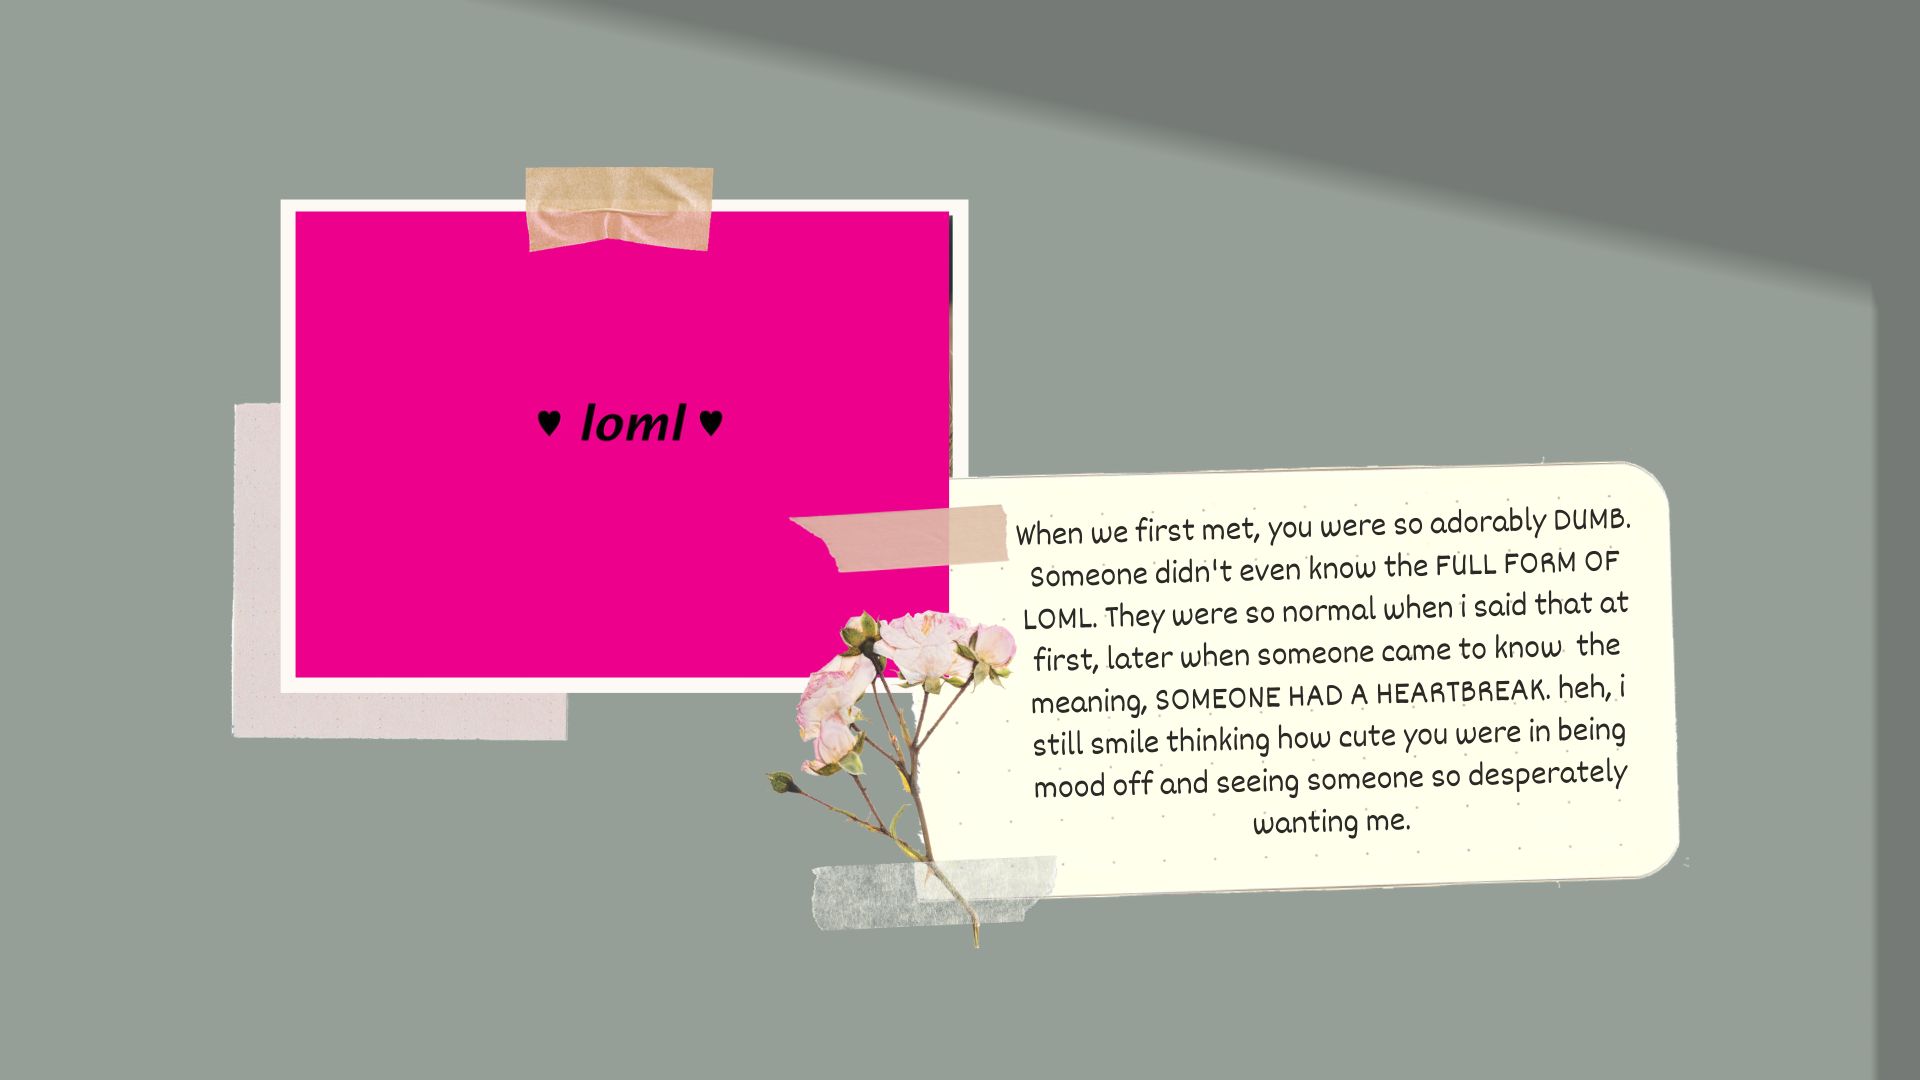 ♥ loml ♥
When we first met, you were so adorably DUMB.
Someone didn't even know the FULL FORM OF
LOML. They were so normal when i said that at
first, later when someone came to know the
meaning, SOMEONE HAD A HEARTBREAK. heh, i
still smile thinking how cute you were in being
mood off and seeing someone so desperately
wanting me.